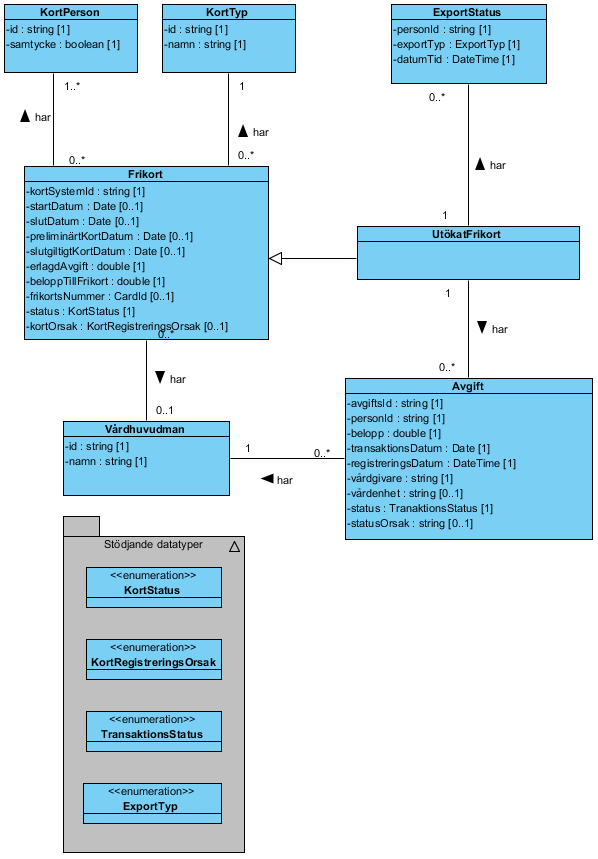 KortPerson
-id : string [1]
-samtycke : boolean [1]
KortTyp
-id : string [1]
-namn : string [1]
ExportStatus
-personId : string [1]
-exportTyp : ExportTyp [1]
-datumTid : DateTime [1]
1..*
1
0..*
har
har
har
0..*
0..*
Frikort
-kortSystemId : string [1]
-startDatum : Date [0..1]
-slutDatum : Date [0..1]
-preliminärtKortDatum : Date [0..1]
-slutgiltigtKortDatum : Date [0..1]
-erlagdAvgift : double [1]
-beloppTillFrikort : double [1]
-frikortsNummer : CardId [0..1]
-status : KortStatus [1]
-kortOrsak : KortRegistreringsOrsak [0..1]
1
UtökatFrikort
1
har
0..*
0..*
har
0..1
Avgift
-avgiftsId : string [1]
-personId : string [1]
-belopp : double [1]
-transaktionsDatum : Date [1]
-registreringsDatum : DateTime [1]
-vårdgivare : string [1]
-vårdenhet : string [0..1]
-status : TranaktionsStatus [1]
-statusOrsak : string [0..1]
Vårdhuvudman
-id : string [1]
-namn : string [1]
1
0..*
har
Stödjande datatyper
<<enumeration>>
KortStatus
<<enumeration>>
KortRegistreringsOrsak
<<enumeration>>
TransaktionsStatus
<<enumeration>>
ExportTyp